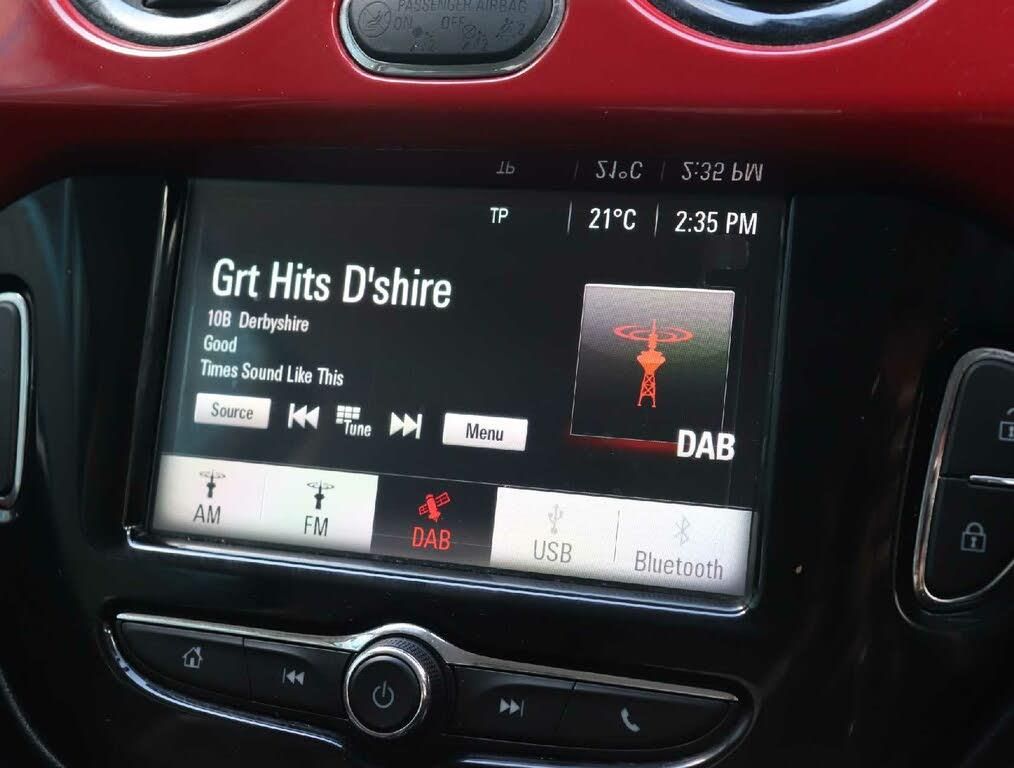 PASSENGER AIRBAG
ON OFF
TP 21°C 2:35 PM
TP 21°C 2:35 PM
Grt Hits D'shire
10B Derbyshire
Good
Times Sound Like This
Source Tune Menu
DAB
AM FM DAB USB Bluetooth